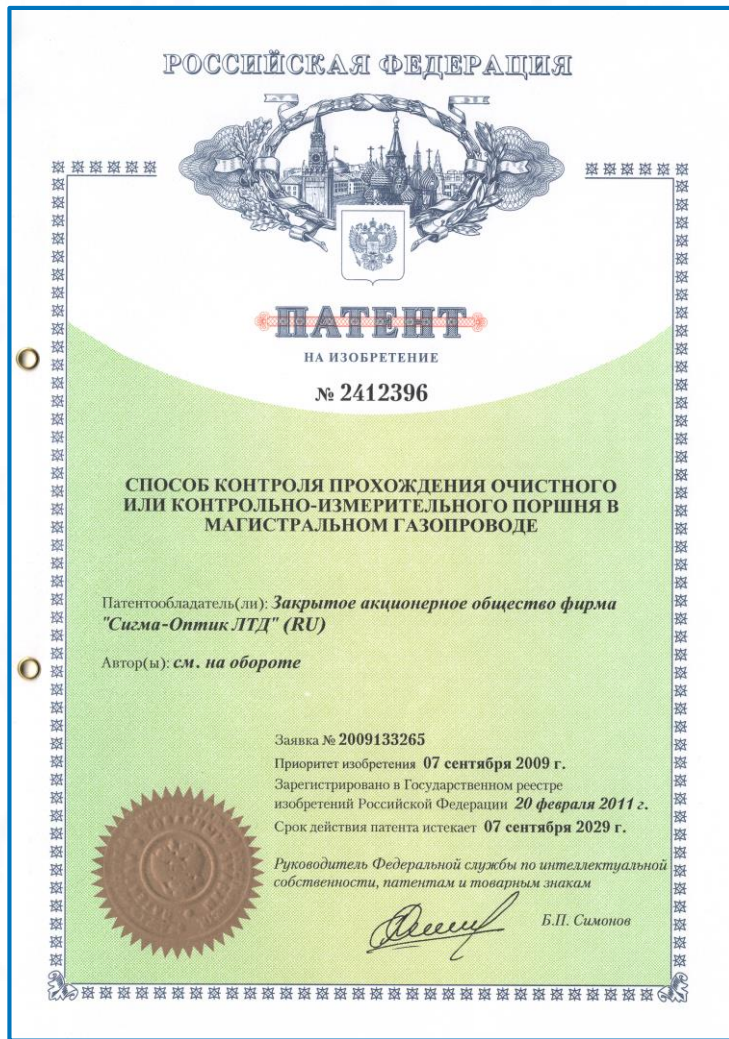 РОССИЙСКАЯ ФЕДЕРАЦИЯ
ПАТЕНТ
НА ИЗОБРЕТЕНИЕ
№ 2412396
СПОСОБ КОНТРОЛЯ ПРОХОЖДЕНИЯ ОЧИСТНОГО
ИЛИ КОНТРОЛЬНО-ИЗМЕРИТЕЛЬНОГО ПОРШНЯ В
МАГИСТРАЛЬНОМ ГАЗОПРОВОДЕ
Патентообладатель(ли): Закрытое акционерное общество фирма
"Сигма-Оптик ЛТД" (RU)
Автор(ы): см. на обороте
Заявка № 2009133265
Приоритет изобретения 07 сентября 2009 г.
Зарегистрировано в Государственном реестре
изобретений Российской Федерации 20 февраля 2011 г.
Срок действия патента истекает 07 сентября 2029 г.
Руководитель Федеральной службы по интеллектуальной
собственности, патентам и товарным знакам
Б.П. Симонов